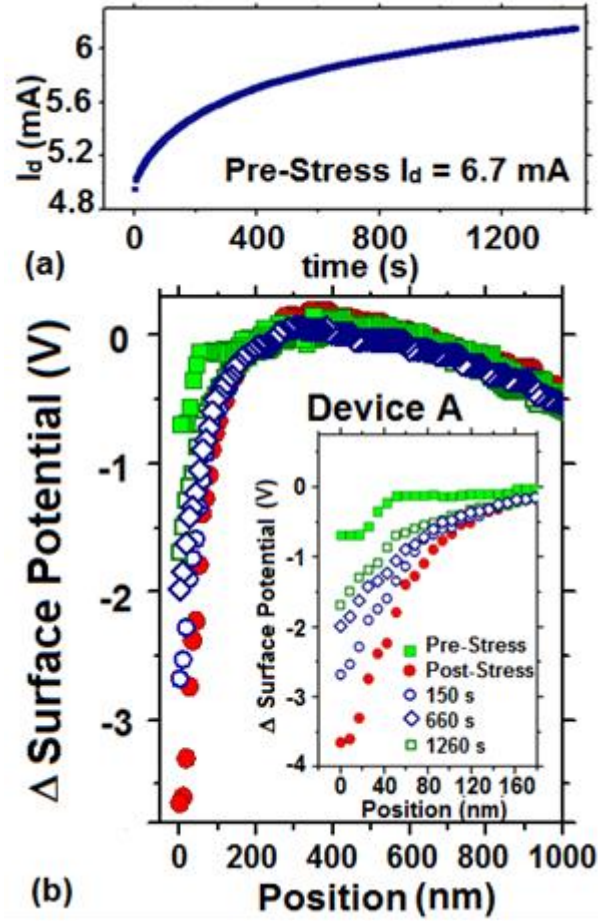 6
5.6
5.2
4.8
I_d (mA)
Pre-Stress I_d = 6.7 mA
0 400 800 1200
time (s)
(a)
0
-1
-2
-3
Δ Surface Potential (V)
Device A
0
-1
-2
-3
-4
Δ Surface Potential (V)
Pre-Stress
Post-Stress
150 s
660 s
1260 s
0 40 80 120 160
Position (nm)
0 200 400 600 800 1000
Position (nm)
(b)